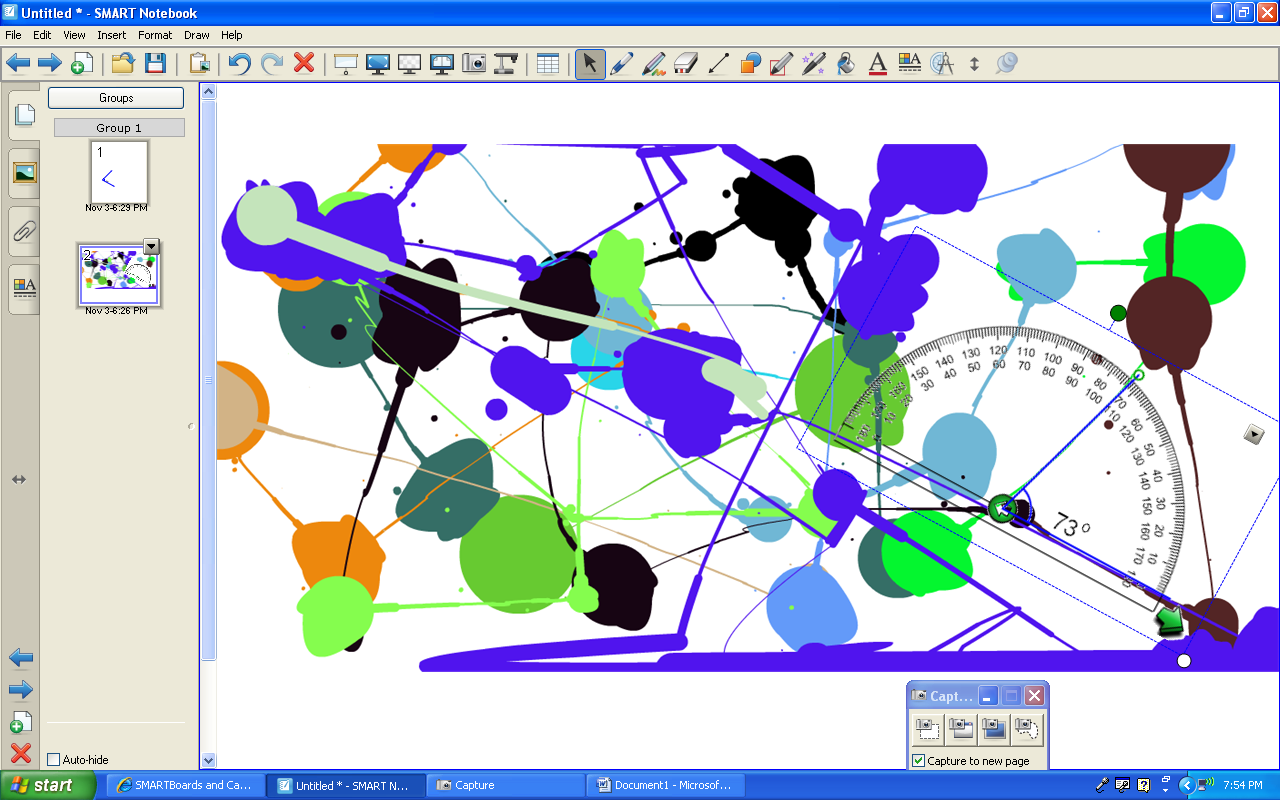 Untitled * - SMART Notebook
File Edit View Insert Format Draw Help
Groups
Group 1
1
Nov 3-6:29 PM
2
Nov 3-6:26 PM
Auto-hide
73°
Capt...
Capture to new page
start
SMARTBoards and Ca...
Untitled * - SMART N...
Capture
Document1 - Microsof...
7:54 PM